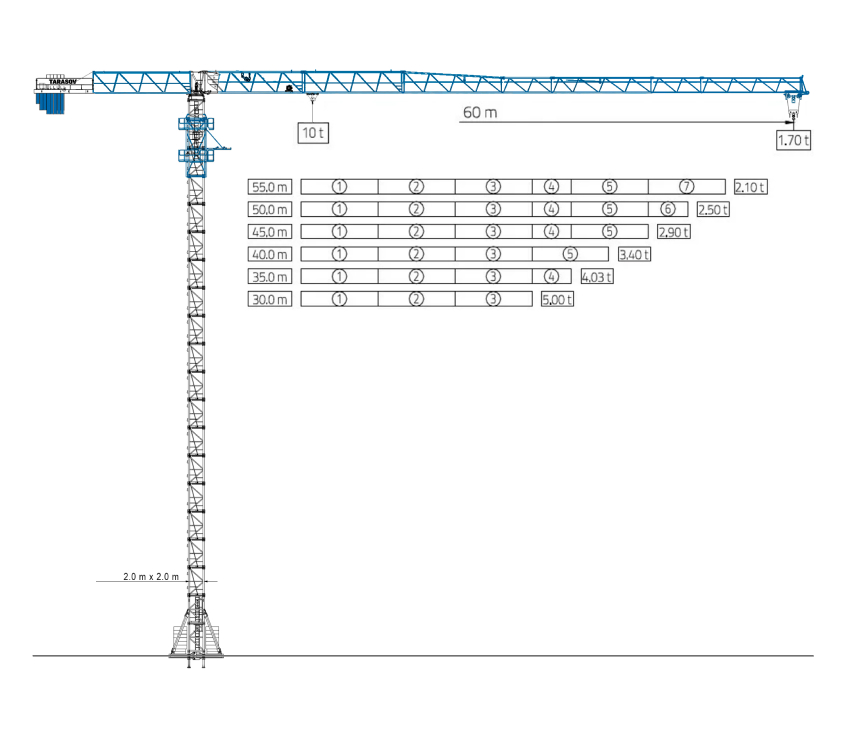 TARASOV
60 m
10 t
1.70 t
55.0 m 1 2 3 4 5 7 2.10 t
50.0 m 1 2 3 4 5 6 2.50 t
45.0 m 1 2 3 4 5 2.90 t
40.0 m 1 2 3 5 3.40 t
35.0 m 1 2 3 4 4.03 t
30.0 m 1 2 3 5.00 t
2.0 m x 2.0 m